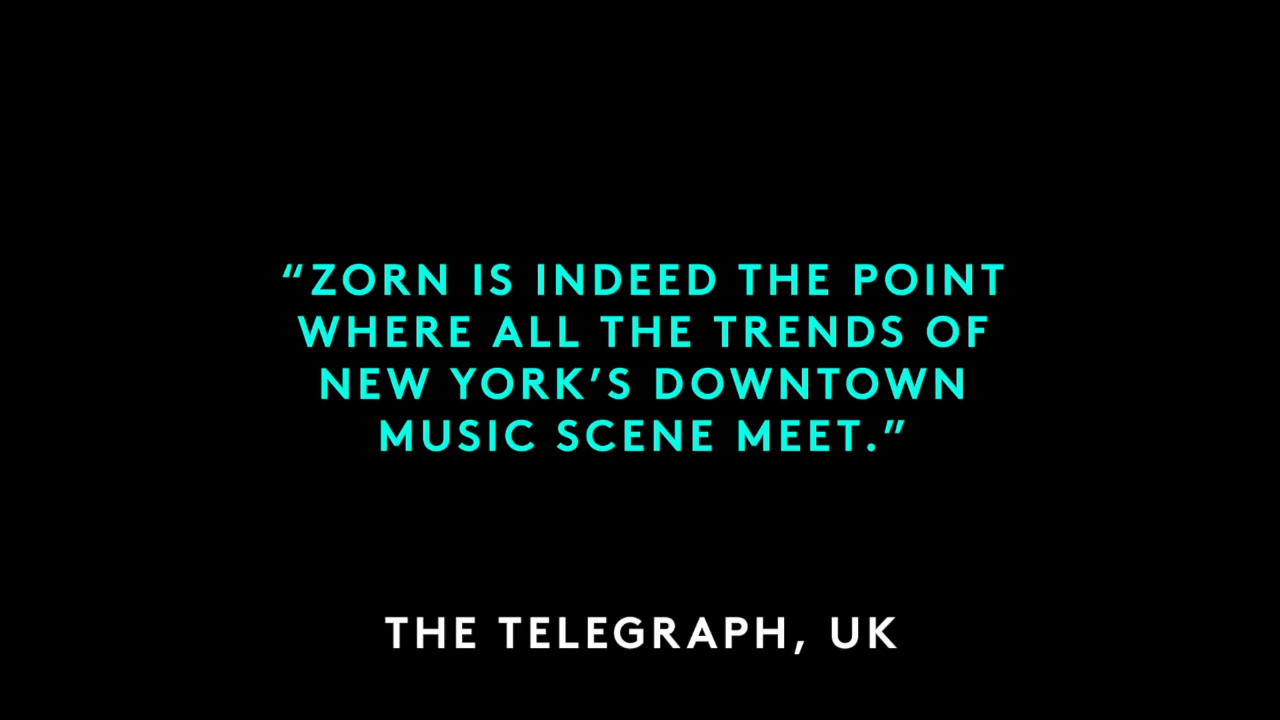 “ZORN IS INDEED THE POINT
WHERE ALL THE TRENDS OF
NEW YORK’S DOWNTOWN
MUSIC SCENE MEET.”
THE TELEGRAPH, UK